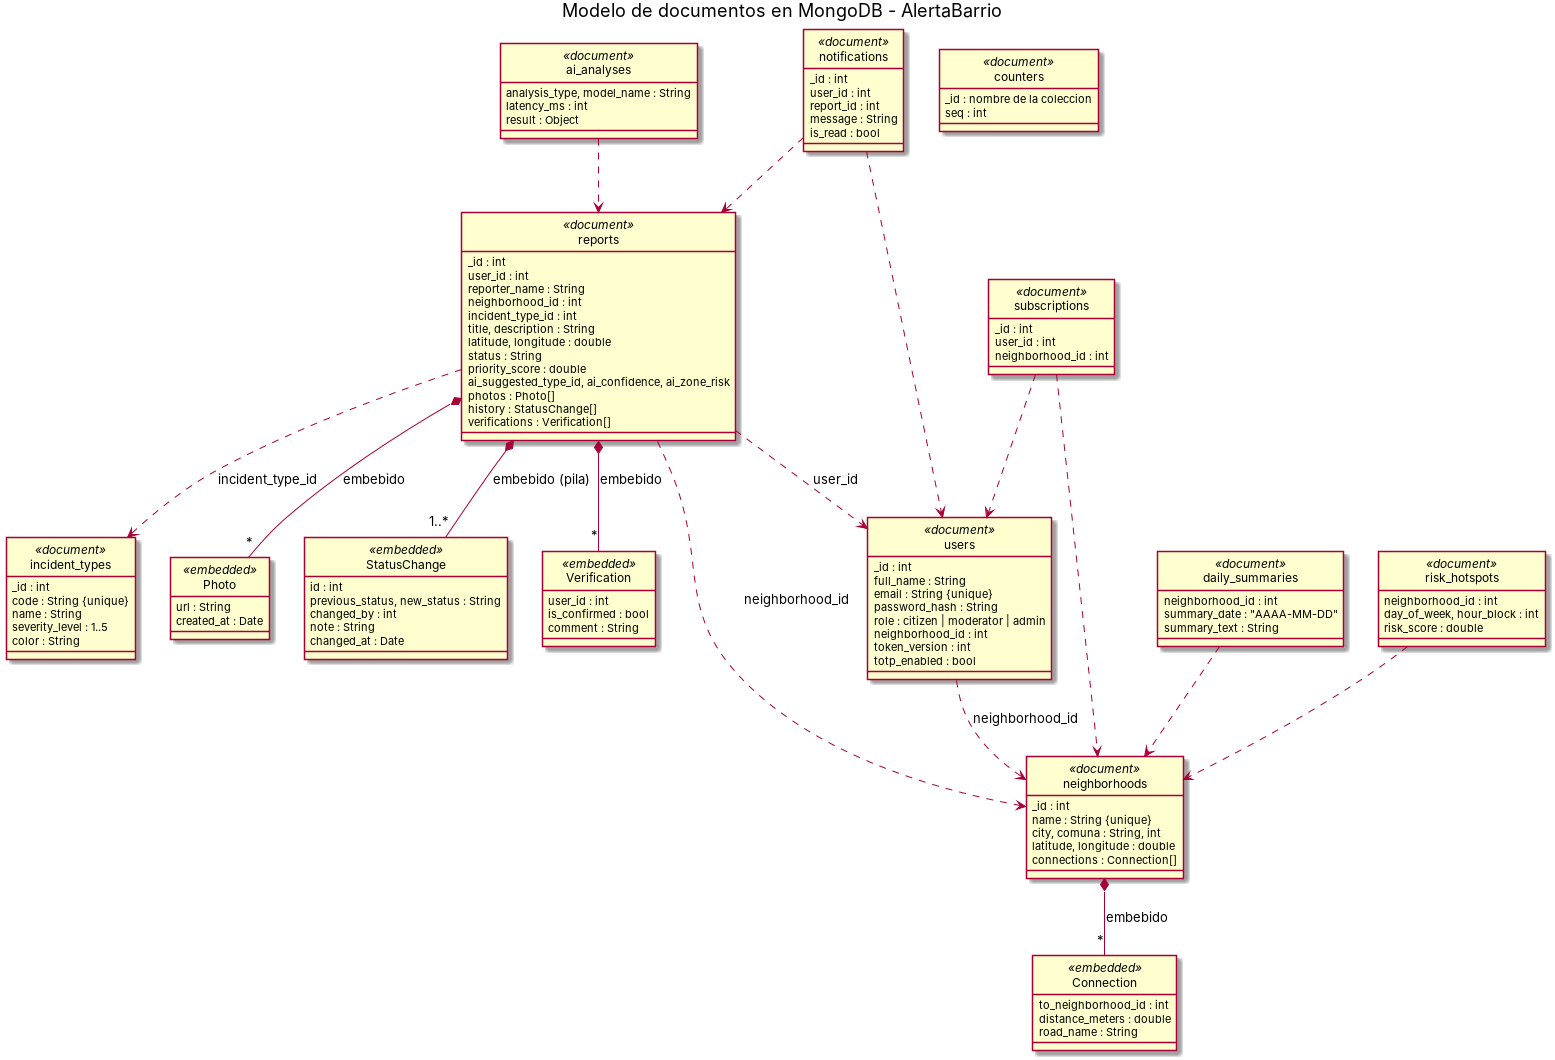 Modelo de documentos en MongoDB - AlertaBarrio
«document»
ai_analyses
analysis_type, model_name : String
latency_ms : int
result : Object
«document»
notifications
_id : int
user_id : int
report_id : int
message : String
is_read : bool
«document»
counters
_id : nombre de la coleccion
seq : int
«document»
reports
_id : int
user_id : int
reporter_name : String
neighborhood_id : int
incident_type_id : int
title, description : String
latitude, longitude : double
status : String
priority_score : double
ai_suggested_type_id, ai_confidence, ai_zone_risk
photos : Photo[]
history : StatusChange[]
verifications : Verification[]
«document»
subscriptions
_id : int
user_id : int
neighborhood_id : int
incident_type_id
embebido
embebido (pila)
embebido
user_id
*
1..*
*
neighborhood_id
«document»
incident_types
_id : int
code : String {unique}
name : String
severity_level : 1..5
color : String
«embedded»
Photo
url : String
created_at : Date
«embedded»
StatusChange
id : int
previous_status, new_status : String
changed_by : int
note : String
changed_at : Date
«embedded»
Verification
user_id : int
is_confirmed : bool
comment : String
«document»
users
_id : int
full_name : String
email : String {unique}
password_hash : String
role : citizen | moderator | admin
neighborhood_id : int
token_version : int
totp_enabled : bool
«document»
daily_summaries
neighborhood_id : int
summary_date : "AAAA-MM-DD"
summary_text : String
«document»
risk_hotspots
neighborhood_id : int
day_of_week, hour_block : int
risk_score : double
neighborhood_id
«document»
neighborhoods
_id : int
name : String {unique}
city, comuna : String, int
latitude, longitude : double
connections : Connection[]
embebido
*
«embedded»
Connection
to_neighborhood_id : int
distance_meters : double
road_name : String